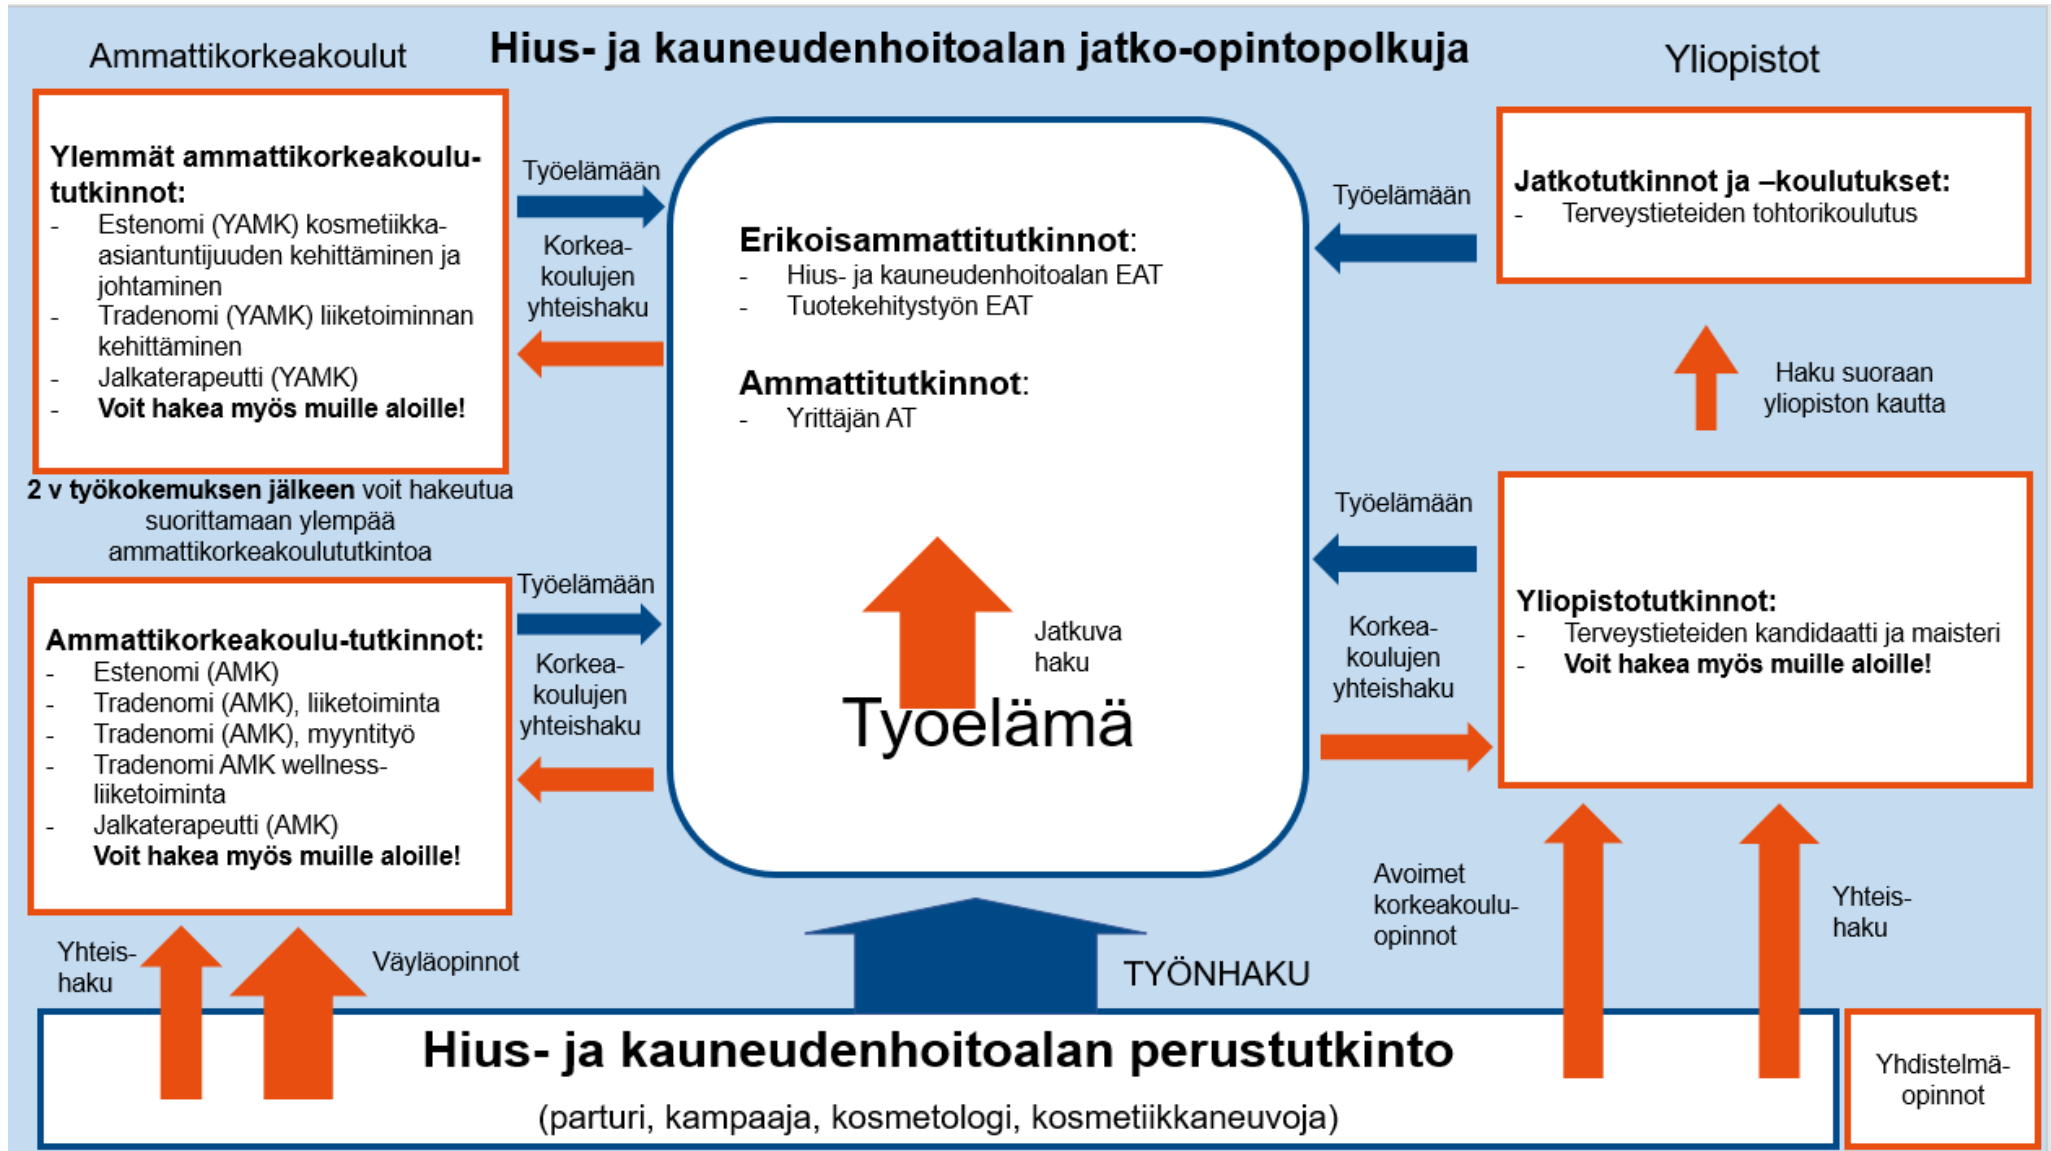 Hius- ja kauneudenhoitoalan jatko-opintopolkuja
Ammattikorkeakoulut
Ylemmät ammattikorkeakoulu-
tutkinnot:
- Estenomi (YAMK) kosmetiikka-
asiantuntijuuden kehittäminen ja
johtaminen
- Tradenomi (YAMK) liiketoiminnan
kehittäminen
- Jalkaterapeutti (YAMK)
- Voit hakea myös muille aloille!
2 v työkokemuksen jälkeen voit hakeutua
suorittamaan ylempää
ammattikorkeakoulututkintoa
Ammattikorkeakoulu-tutkinnot:
- Estenomi (AMK)
- Tradenomi (AMK), liiketoiminta
- Tradenomi (AMK), myyntityö
- Tradenomi AMK wellness-
liiketoiminta
- Jalkaterapeutti (AMK)
Voit hakea myös muille aloille!
Yhteis-
haku
Väyläopinnot
Työelämään
Korkea-
koulujen
yhteishaku
Työelämään
Korkea-
koulujen
yhteishaku
Erikoisammattitutkinnot:
- Hius- ja kauneudenhoitoalan EAT
- Tuotekehitystyön EAT
Ammattitutkinnot:
- Yrittäjän AT
Jatkuva
haku
Työelämä
TYÖNHAKU
Yliopistot
Työelämään
Jatkotutkinnot ja –koulutukset:
- Terveystieteiden tohtorikoulutus
Haku suoraan
yliopiston kautta
Työelämään
Korkea-
koulujen
yhteishaku
Yliopistotutkinnot:
- Terveystieteiden kandidaatti ja maisteri
- Voit hakea myös muille aloille!
Avoimet
korkeakoulu-
opinnot
Yhteis-
haku
Hius- ja kauneudenhoitoalan perustutkinto
(parturi, kampaaja, kosmetologi, kosmetiikkaneuvoja)
Yhdistelmä-
opinnot